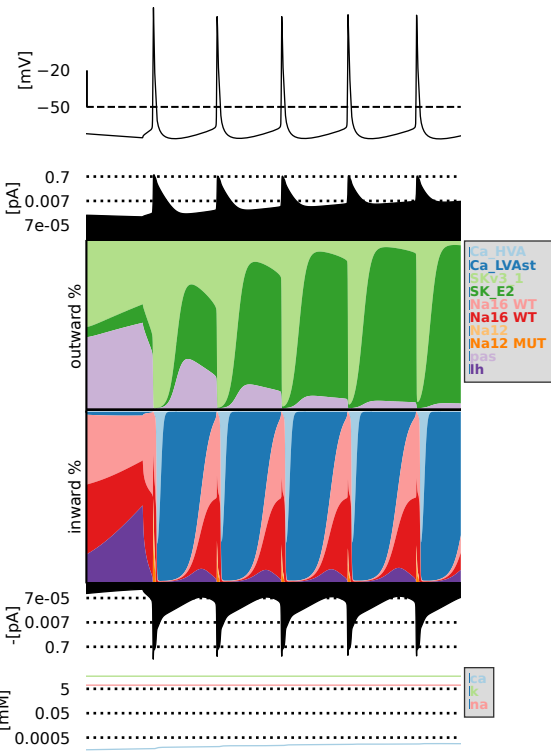 [mV]
−20
−50
[pA]
0.7
0.007
7e-05
outward %
Ca_HVA
Ca_LVAst
SKv3_1
SK_E2
Na16 WT
Na16 WT
Na12
Na12 MUT
pas
Ih
inward %
-[pA]
7e-05
0.007
0.7
[mM]
5
0.05
0.0005
ca
k
na